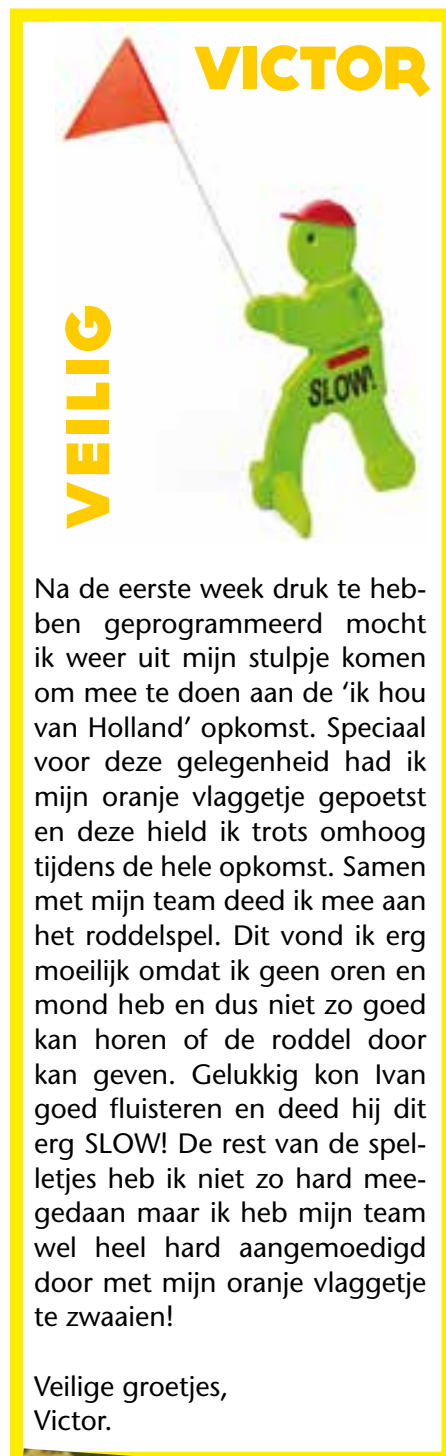 VICTOR
VEILIG
SLOW!
Na de eerste week druk te heb-
ben geprogrammeerd mocht
ik weer uit mijn stulpje komen
om mee te doen aan de ‘ik hou
van Holland’ opkomst. Speciaal
voor deze gelegenheid had ik
mijn oranje vlaggetje gepoetst
en deze hield ik trots omhoog
tijdens de hele opkomst. Samen
met mijn team deed ik mee aan
het roddelspel. Dit vond ik erg
moeilijk omdat ik geen oren en
mond heb en dus niet zo goed
kan horen of de roddel door
kan geven. Gelukkig kon Ivan
goed fluisteren en deed hij dit
erg SLOW! De rest van de spel-
letjes heb ik niet zo hard mee-
gedaan maar ik heb mijn team
wel heel hard aangemoedigd
door met mijn oranje vlaggetje
te zwaaien!
Veilige groetjes,
Victor.